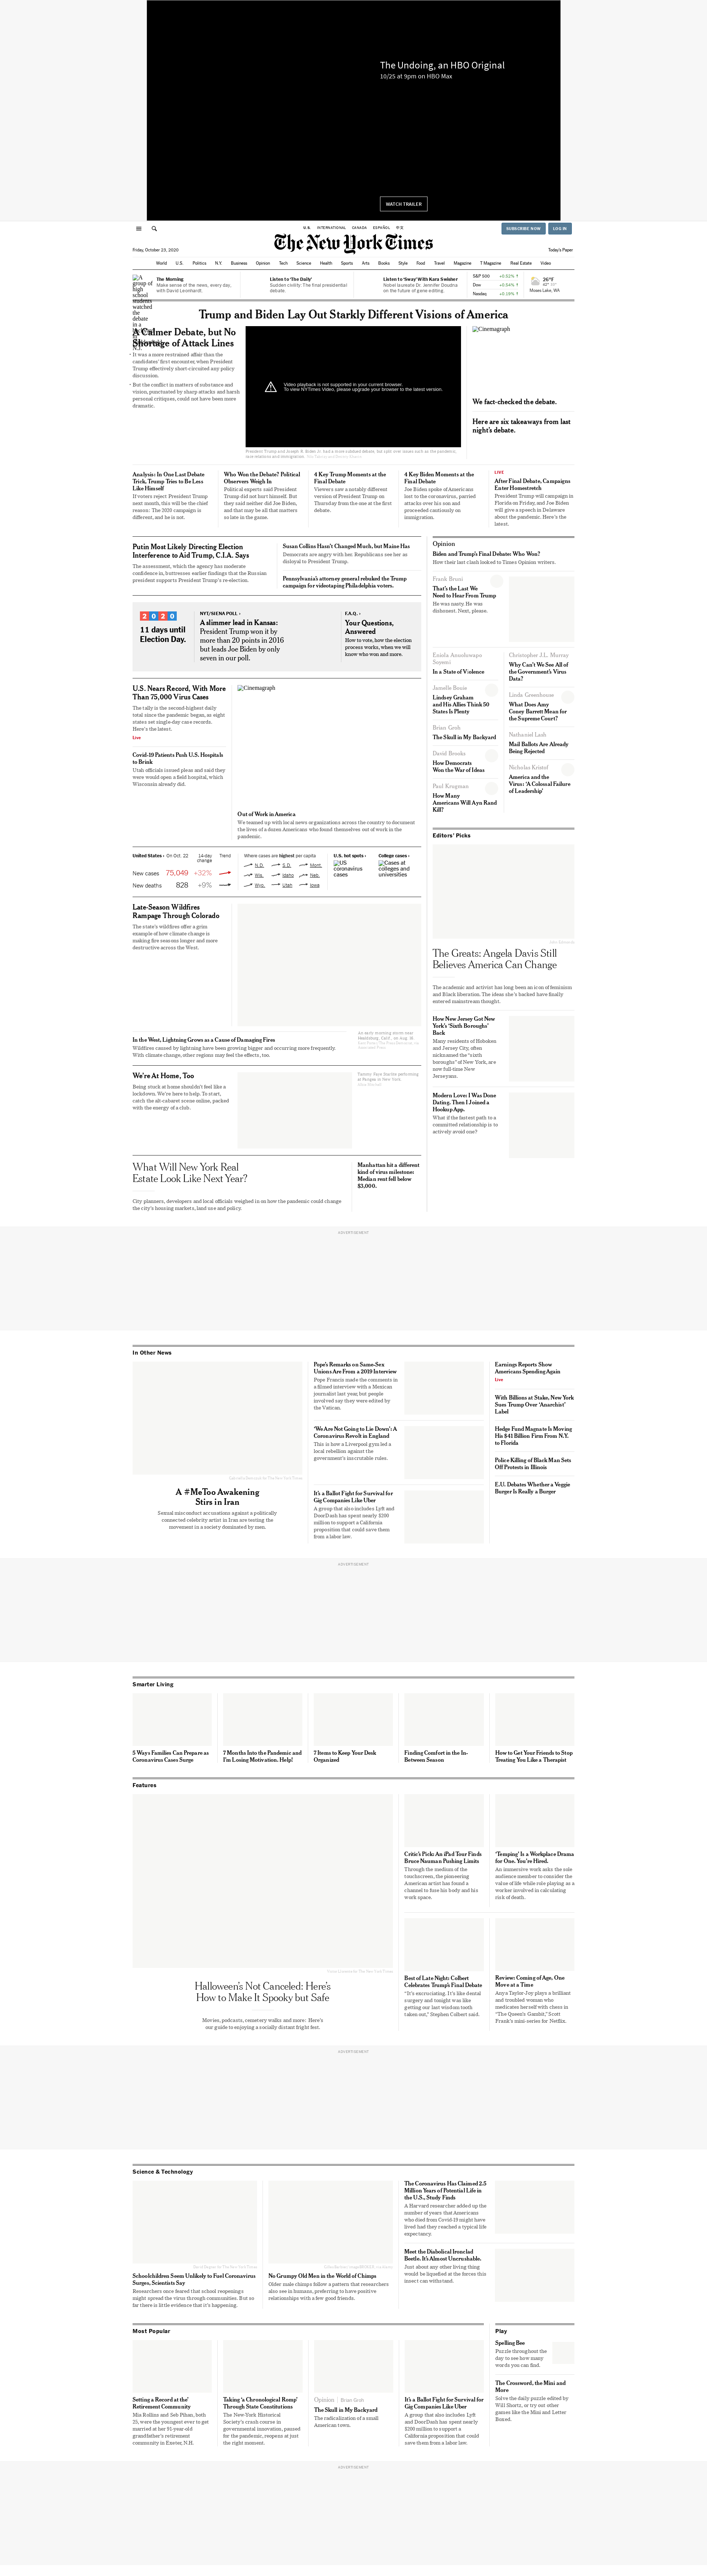 The Undoing, an HBO Original
10/25 at 9pm on HBO Max
WATCH TRAILER
U.S. INTERNATIONAL CANADA ESPAÑOL 中文
SUBSCRIBE NOW LOG IN
The New York Times
Friday, October 23, 2020
Today's Paper
World U.S. Politics N.Y. Business Opinion Tech Science Health Sports Arts Books Style Food Travel Magazine T Magazine Real Estate Video
The Morning
Make sense of the news, every day, with David Leonhardt.
Listen to 'The Daily'
Sudden civility: The final presidential debate.
Listen to 'Sway' With Kara Swisher
Nobel laureate Dr. Jennifer Doudna on the future of gene editing.
S&P 500
Dow
Nasdaq
26°F
Moses Lake, WA
Trump and Biden Lay Out Starkly Different Visions of America
A Calmer Debate, but No
Shortage of Attack Lines
It was a more restrained affair than the
candidates' first encounter, when President
Trump effectively short-circuited any policy
discussion.
But the conflict in matters of substance and
vision, punctuated by sharp attacks and harsh
personal critiques, could not have been more
dramatic.
Video playback is not supported in your current browser.
To view NYTimes Video, please upgrade your browser to the latest version.
Cinemagraph
We fact-checked the debate.
Here are six takeaways from last
night's debate.
Analysis: In One Last Debate
Trick, Trump Tries to Be Less
Like Himself
If voters reject President Trump
next month, this will be the chief
reason: The 2020 campaign is
different, and he is not.
Who Won the Debate? Political
Observers Weigh In
Political experts said President
Trump did not hurt himself. But
they said neither did Joe Biden,
and that may be all that matters
so late in the game.
4 Key Trump Moments at the
Final Debate
Viewers saw a notably different
version of President Trump on
Thursday from the one at the first
debate.
4 Key Biden Moments at the
Final Debate
Joe Biden spoke of Americans
lost to the coronavirus, parried
attacks over his son and
proceeded cautiously on
immigration.
LIVE
After Final Debate, Campaigns
Enter Homestretch
President Trump will campaign in
Florida on Friday, and Joe Biden
will give a speech in Delaware
about the pandemic. Here's the
latest.
Putin Most Likely Directing Election
Interference to Aid Trump, C.I.A. Says
The assessment, which the agency has moderate
confidence in, buttresses earlier findings that the Russian
president supports President Trump's re-election.
Susan Collins Hasn't Changed Much, but Maine Has
Democrats are angry with her. Republicans see her as
disloyal to President Trump.
Pennsylvania's attorney general rebuked the Trump
campaign for videotaping Philadelphia voters.
2020
11 days until
Election Day.
NYT/SIENA POLL ›
A slimmer lead in Kansas:
President Trump won it by
more than 20 points in 2016
but leads Joe Biden by only
seven in our poll.
F.A.Q. ›
Your Questions,
Answered
How to vote, how the election
process works, when we will
know who won and more.
U.S. Nears Record, With More
Than 75,000 Virus Cases
The tally is the second-highest daily
total since the pandemic began, as eight
states set single-day case records.
Here's the latest.
Live
Covid-19 Patients Push U.S. Hospitals
to Brink
Utah officials issued pleas and said they
were would open a field hospital, which
Wisconsin already did.
Cinemagraph
Out of Work in America
We teamed up with local news organizations across the country to document
the lives of a dozen Americans who found themselves out of work in the
pandemic.
United States › On Oct. 22 14-day change Trend
New cases 75,049 +32%
New deaths 828 +9%
Where cases are highest per capita
N.D. S.D. Mont.
Wis. Idaho Neb.
Wyo. Utah Iowa
U.S. hot spots ›
US coronavirus cases
College cases ›
Cases at colleges and universities
Late-Season Wildfires
Rampage Through Colorado
The state's wildfires offer a grim
example of how climate change is
making fire seasons longer and more
destructive across the West.
In the West, Lightning Grows as a Cause of Damaging Fires
Wildfires caused by lightning have been growing bigger and occurring more frequently.
With climate change, other regions may feel the effects, too.
We're At Home, Too
Being stuck at home shouldn't feel like a
lockdown. We're here to help. To start,
catch the alt-cabaret scene online, packed
with the energy of a club.
What Will New York Real
Estate Look Like Next Year?
City planners, developers and local officials weighed in on how the pandemic could change
the city's housing markets, land use and policy.
Manhattan hit a different
kind of virus milestone:
Median rent fell below
$3,000.
Opinion
Biden and Trump's Final Debate: Who Won?
How their last clash looked to Times Opinion writers.
Frank Bruni
That's the Last We
Need to Hear From Trump
He was nasty. He was
dishonest. Next, please.
In a State of Violence
Jamelle Bouie
Lindsey Graham
and His Allies Think 50
States Is Plenty
Brian Groh
The Skull in My Backyard
David Brooks
How Democrats
Won the War of Ideas
Paul Krugman
How Many
Americans Will Ayn Rand
Kill?
Christopher J.L. Murray
Why Can't We See All of
the Government's Virus
Data?
Linda Greenhouse
What Does Amy
Coney Barrett Mean for
the Supreme Court?
Nathaniel Lash
Mail Ballots Are Already
Being Rejected
Nicholas Kristof
America and the
Virus: 'A Colossal Failure
of Leadership'
Editors' Picks
The Greats: Angela Davis Still
Believes America Can Change
The academic and activist has long been an icon of feminism
and Black liberation. The ideas she's backed have finally
entered mainstream thought.
How New Jersey Got New
York's 'Sixth Boroughs'
Back
Many residents of Hoboken
and Jersey City, often
nicknamed the "sixth
boroughs" of New York, are
now full-time New
Jerseyans.
Modern Love: I Was Done
Dating. Then I Joined a
Hookup App.
What if the fastest path to a
committed relationship is to
actively avoid one?
ADVERTISEMENT
In Other News
A #MeToo Awakening
Stirs in Iran
Sexual misconduct accusations against a politically
connected celebrity artist in Iran are testing the
movement in a society dominated by men.
Pope's Remarks on Same-Sex
Unions Are From a 2019 Interview
Pope Francis made the comments in
a filmed interview with a Mexican
journalist last year, but people
involved say they were edited by
the Vatican.
'We Are Not Going to Lie Down': A
Coronavirus Revolt in England
This is how a Liverpool gym led a
local rebellion against the
government's inscrutable rules.
It's a Ballot Fight for Survival for
Gig Companies Like Uber
A group that also includes Lyft and
DoorDash has spent nearly $200
million to support a California
proposition that could save
them from a labor law.
Earnings Reports Show
Americans Spending Again
Live
With Billions at Stake, New York
Sues Trump Over 'Anarchist'
Label
Hedge Fund Magnate Is Moving
His $41 Billion Firm From N.Y.
to Florida
Police Killing of Black Man Sets
Off Protests in Illinois
E.U. Debates Whether a Veggie
Burger Is Really a Burger
ADVERTISEMENT
Smarter Living
5 Ways Families Can Prepare as
Coronavirus Cases Surge
7 Months Into the Pandemic and
I'm Losing Motivation. Help!
7 Items to Keep Your Desk
Organized
Finding Comfort in the In-
Between Season
How to Get Your Friends to Stop
Treating You Like a Therapist
Features
Halloween's Not Canceled: Here's
How to Make It Spooky but Safe
Movies, podcasts, cemetery walks and more: Here's
our guide to enjoying a socially distant fright fest.
Critic's Pick: An iPad Tour Finds
Bruce Nauman Pushing Limits
Through the medium of the
touchscreen, the pioneering
American artist has found a
channel to fuse his body and his
work space.
'Temping' Is a Workplace Drama
for One. You're Hired.
An immersive work asks the sole
audience member to consider the
value of life while role-playing as a
worker involved in calculating
risk of death.
Best of Late Night: Colbert
Celebrates Trump's Final Debate
"It's excruciating. It's like dental
surgery and tonight was like
getting our last wisdom tooth
taken out," Stephen Colbert said.
Review: Coming of Age, One
Move at a Time
Anya Taylor-Joy plays a brilliant
and troubled woman who
medicates herself with chess in
"The Queen's Gambit," Scott
Frank's mini-series for Netflix.
ADVERTISEMENT
Science & Technology
Schoolchildren Seem Unlikely to Fuel Coronavirus
Surges, Scientists Say
Researchers once feared that school reopenings
might spread the virus through communities. But so
far there is little evidence that it's happening.
No Grumpy Old Men in the World of Chimps
Older male chimps follow a pattern that researchers
also see in humans, preferring to have positive
relationships with a few good friends.
The Coronavirus Has Claimed 2.5
Million Years of Potential Life in
the U.S., Study Finds
A Harvard researcher added up the
number of years that Americans
who died from Covid-19 might have
lived had they reached a typical life
expectancy.
Meet the Diabolical Ironclad
Beetle. It's Almost Uncrushable.
Just about any other living thing
would be liquefied at the forces this
insect can withstand.
Most Popular
Setting a Record at the
Retirement Community
Mia Rollins and Seb Pihan, both
25, were the youngest ever to get
married at her 91-year-old
grandfather's retirement
community in Exeter, N.H.
Taking 'a Chronological Romp'
Through State Constitutions
The New-York Historical
Society's crash course in
governmental innovation, paused
for the pandemic, reopens at just
the right moment.
Opinion | Brian Groh
The Skull in My Backyard
The radicalization of a small
American town.
It's a Ballot Fight for Survival for
Gig Companies Like Uber
A group that also includes Lyft
and DoorDash has spent nearly
$200 million to support a
California proposition that could
save them from a labor law.
Play
Spelling Bee
Puzzle throughout the
day to see how many
words you can find.
The Crossword, the Mini and
More
Solve the daily puzzle edited by
Will Shortz, or try out other
games like the Mini and Letter
Boxed.
ADVERTISEMENT